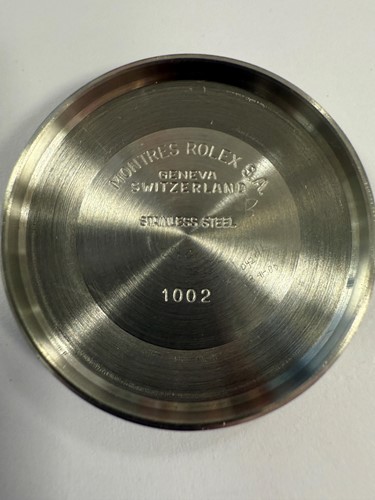 MONTRES ROLEX S.A.
GENEVA
SWITZERLAND
STAINLESS STEEL
1002